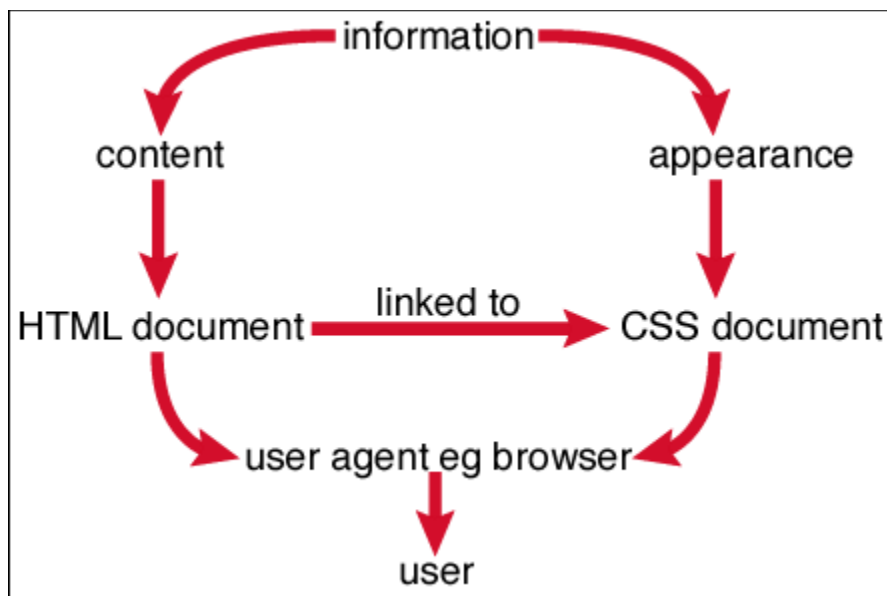 information
content
appearance
linked to
HTML document
CSS document
user agent eg browser
user